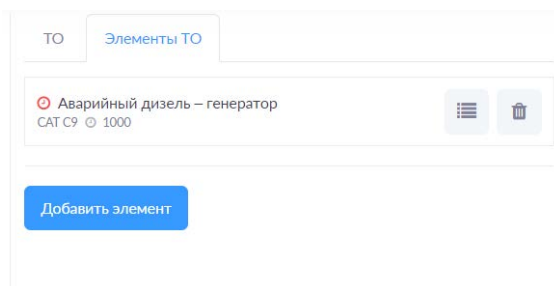 ТО Элементы ТО
Аварийный дизель – генератор
CAT C9 1000
Добавить элемент